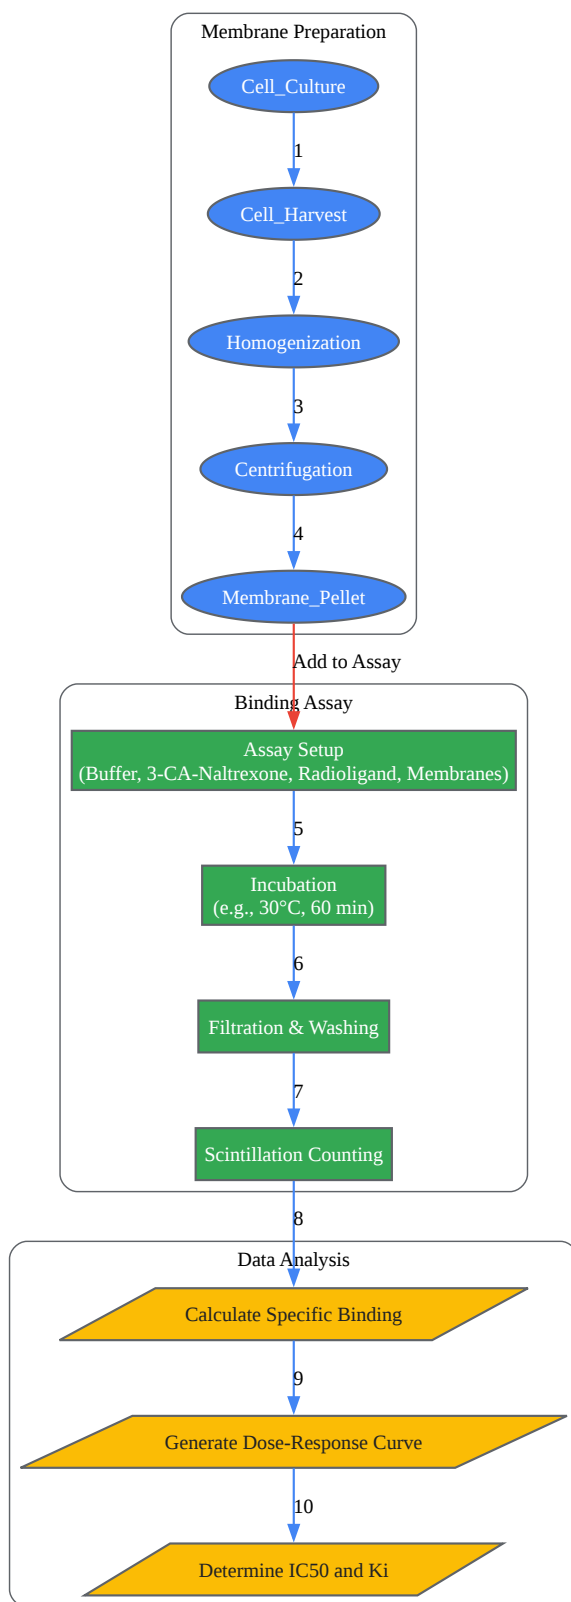 Membrane Preparation
Cell_Culture
1
Cell_Harvest
2
Homogenization
3
Centrifugation
4
Membrane_Pellet
Add to Assay
Binding Assay
Assay Setup
(Buffer, 3-CA-Naltrexone, Radioligand, Membranes)
5
Incubation
(e.g., 30°C, 60 min)
6
Filtration & Washing
7
Scintillation Counting
8
Data Analysis
Calculate Specific Binding
9
Generate Dose-Response Curve
10
Determine IC50 and Ki